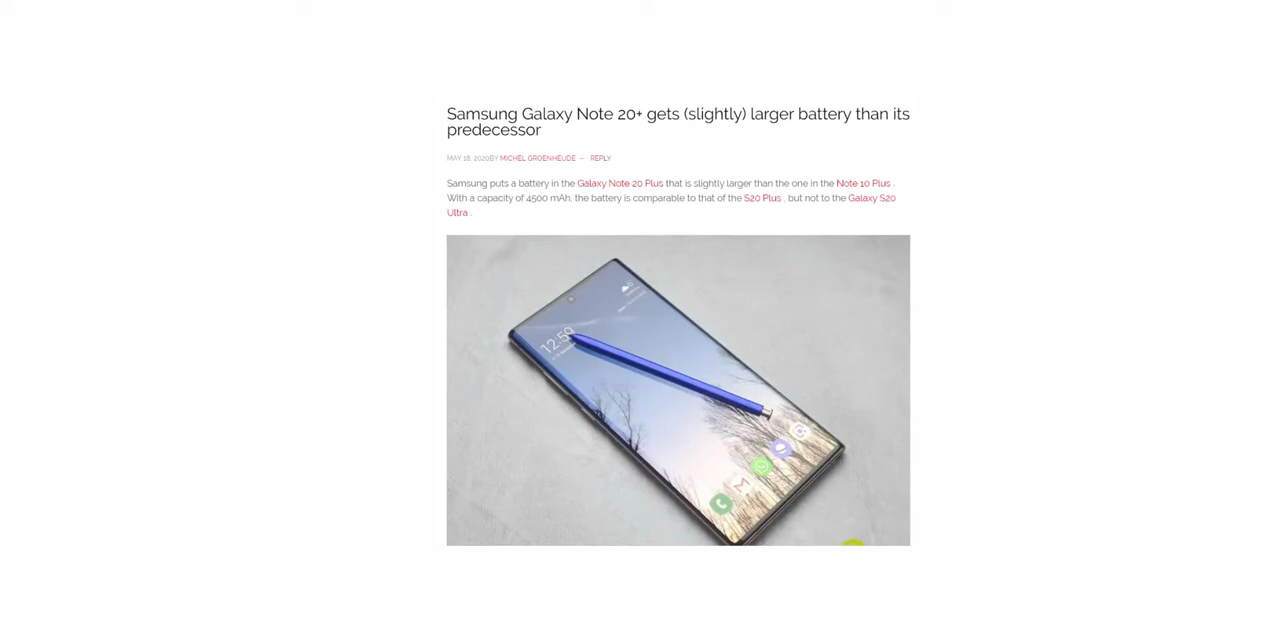 Samsung Galaxy Note 20+ gets (slightly) larger battery than its
predecessor
MAY 18, 2020BY MICHEL GROENHEIJDE — REPLY
Samsung puts a battery in the Galaxy Note 20 Plus that is slightly larger than the one in the Note 10 Plus .
With a capacity of 4500 mAh, the battery is comparable to that of the S20 Plus , but not to the Galaxy S20
Ultra .
12:59